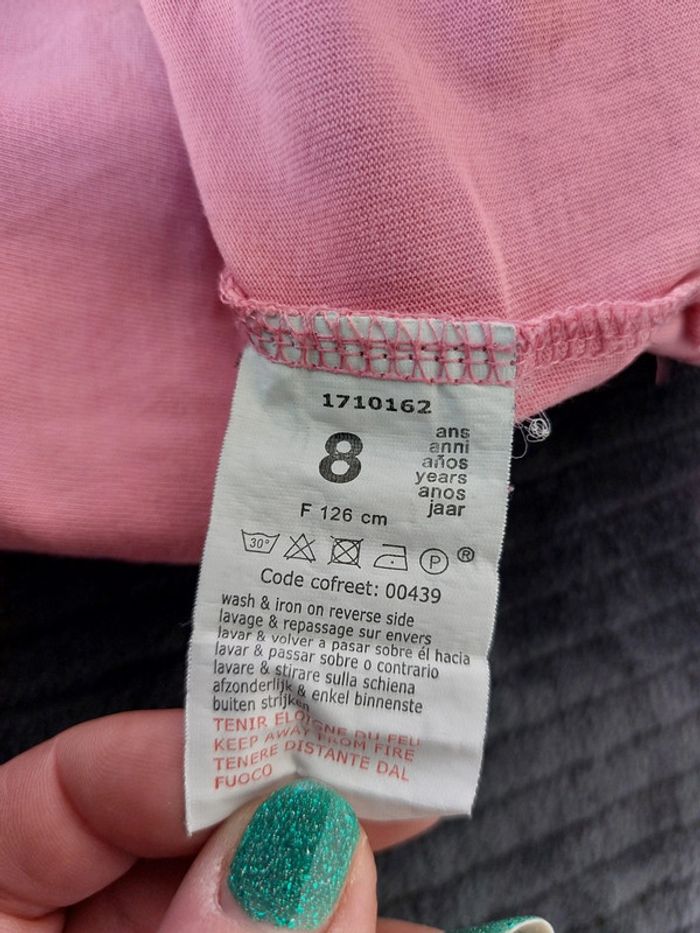 1710162
8
ans
anni
años
years
anos
jaar
F 126 cm
30° P ®
Code cofreet: 00439
wash & iron on reverse side
lavage & repassage sur envers
lavar & volver a pasar sobre él hacia
lavar & passar sobre o contrario
lavare & stirare sulla schiena
afzonderlijk & enkel binnenste
buiten strijken
TENIR ELOIGNE DU FEU
KEEP AWAY FROM FIRE
TENERE DISTANTE DAL
FUOCO